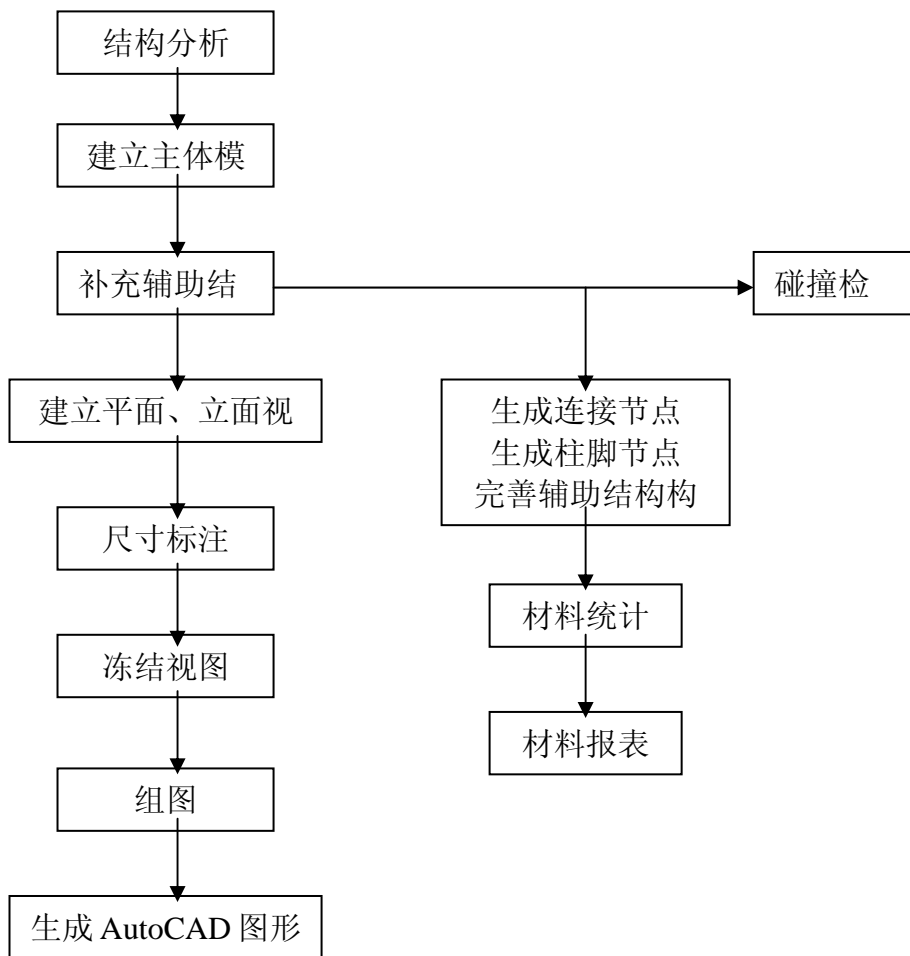 结构分析
建立主体模
补充辅助结
碰撞检
建立平面、立面视
生成连接节点
生成柱脚节点
完善辅助结构构
尺寸标注
材料统计
冻结视图
材料报表
组图
生成 AutoCAD 图形